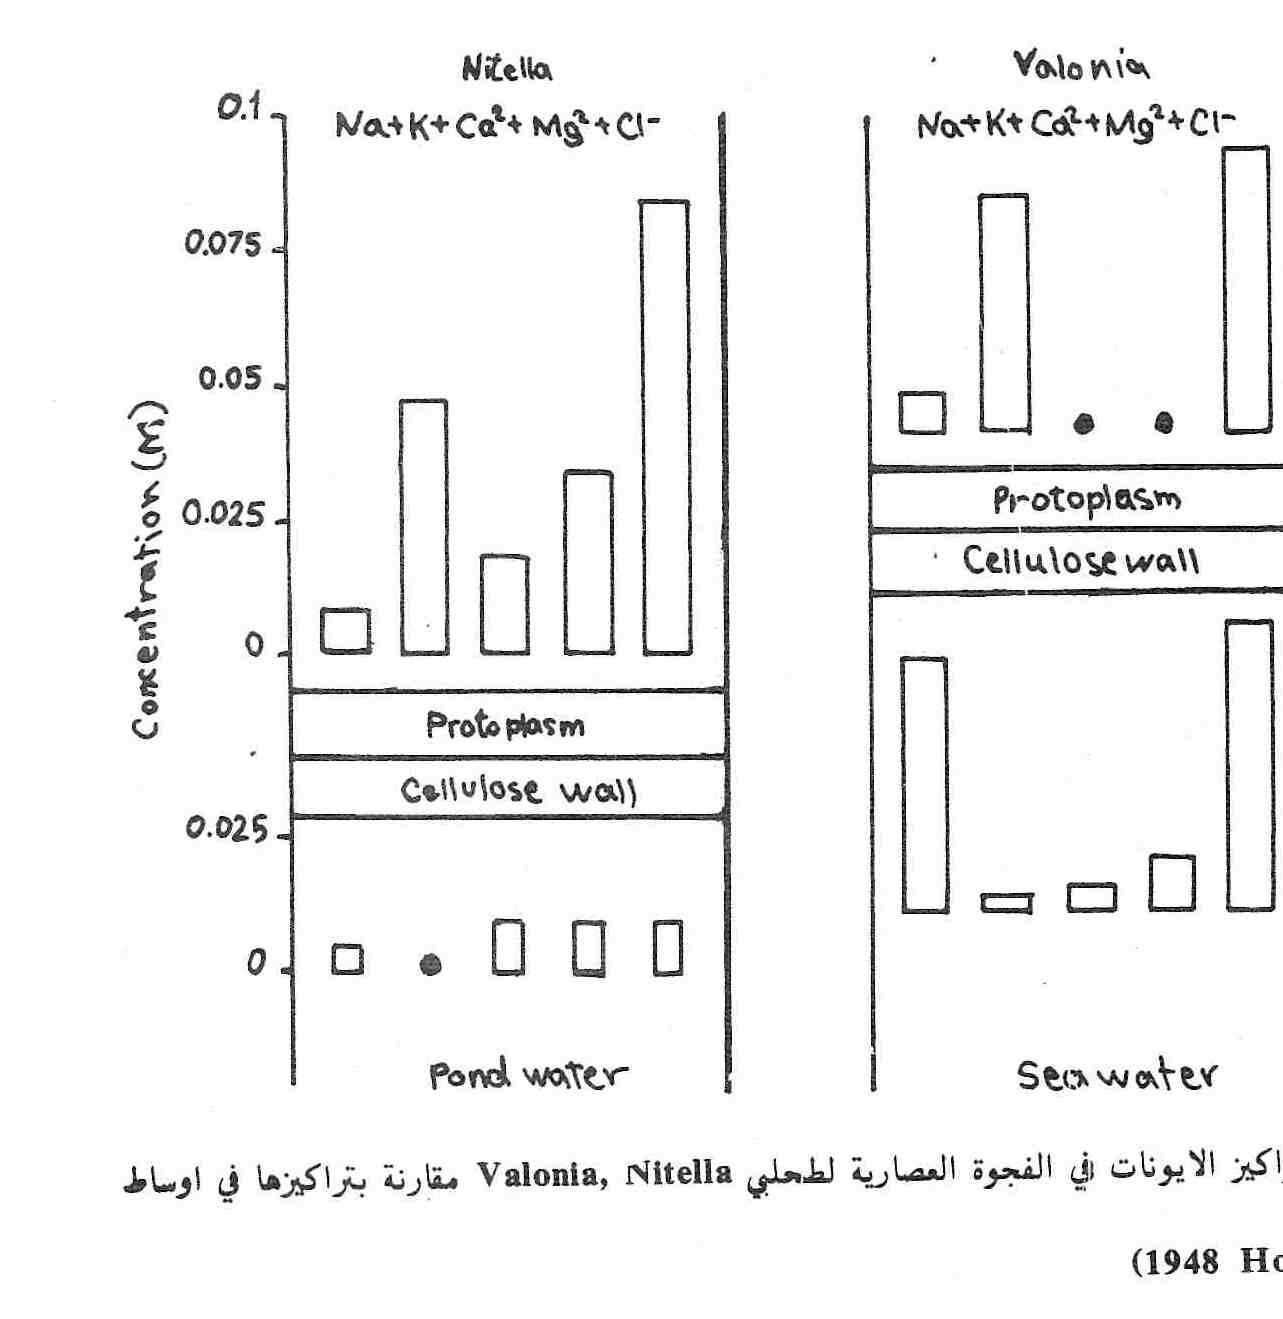 Nitella
Valonia
0.1
Na+K+Ca²+Mg²+Cl-
Na+K+Ca²+Mg²+Cl-
0.075
0.05
0.025
0
Concentration (M)
Protoplasm
Cellulose wall
Protoplasm
Cellulose wall
0.025
0
Pond water
Sea water
الايونات في الفجوة العصارية لطحلبي Valonia, Nitella مقارنة بتراكيزها في اوساط
(1948